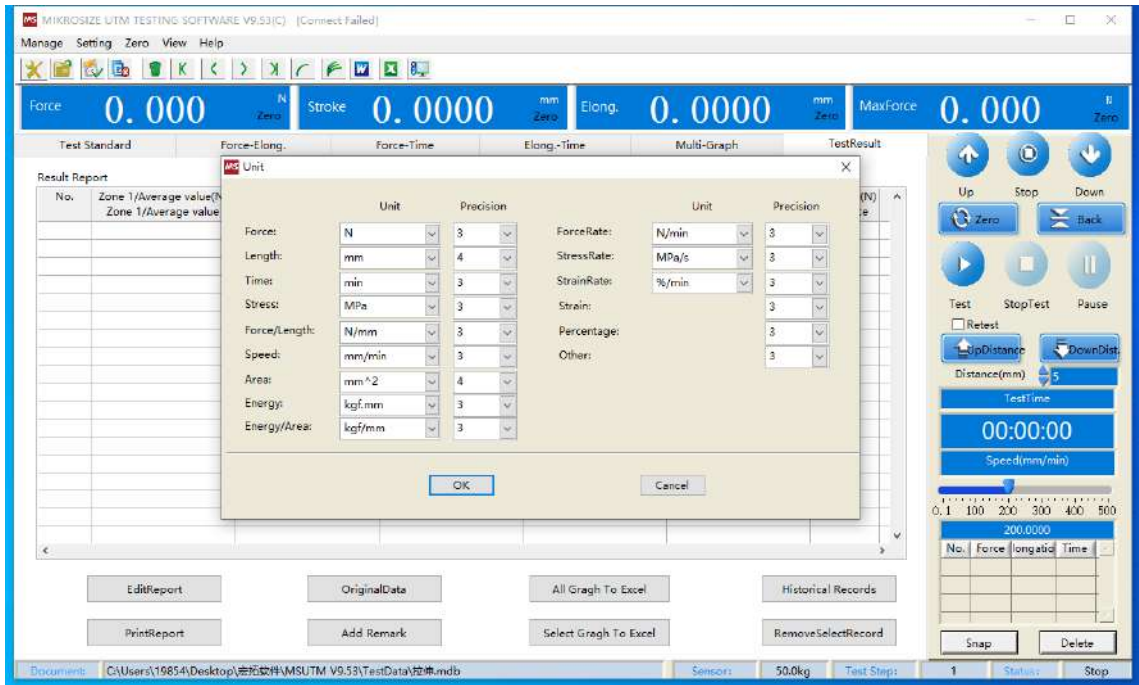 MS MIKROSIZE UTM TESTING SOFTWARE V9.53(C) [Connect Failed]
Manage Setting Zero View Help
Force 0.000 N Zero Stroke 0.0000 mm Zero Elong. 0.0000 mm Zero MaxForce 0.000 N Zero
Test Standard Force-Elong. Force-Time Elong.-Time Multi-Graph TestResult
Result Report
No. Zone 1/Average value(N
Zone 1/Average value
(N)
MS Unit
Unit Precision Unit Precision
Force: N 3 ForceRate: N/min 3
Length: mm 4 StressRate: MPa/s 3
Time: min 3 StrainRate: %/min 3
Stress: MPa 3 Strain: 3
Force/Length: N/mm 3 Percentage: 3
Speed: mm/min 3 Other: 3
Area: mm^2 4
Energy: kgf.mm 3
Energy/Area: kgf/mm 3
OK Cancel
Up Stop Down
Zero Back
Test StopTest Pause
Retest
UpDistance DownDist.
Distance(mm) 5
TestTime
00:00:00
Speed(mm/min)
0.1 100 200 300 400 500
200.0000
No. Force longatio Time
Snap Delete
EditReport OriginalData All Gragh To Excel Historical Records
PrintReport Add Remark Select Gragh To Excel RemoveSelectRecord
Document: C:\Users\19854\Desktop\宏拓软件\MSUTM V9.53\TestData\拉伸.mdb Sensor: 50.0kg Test Step: 1 Status: Stop